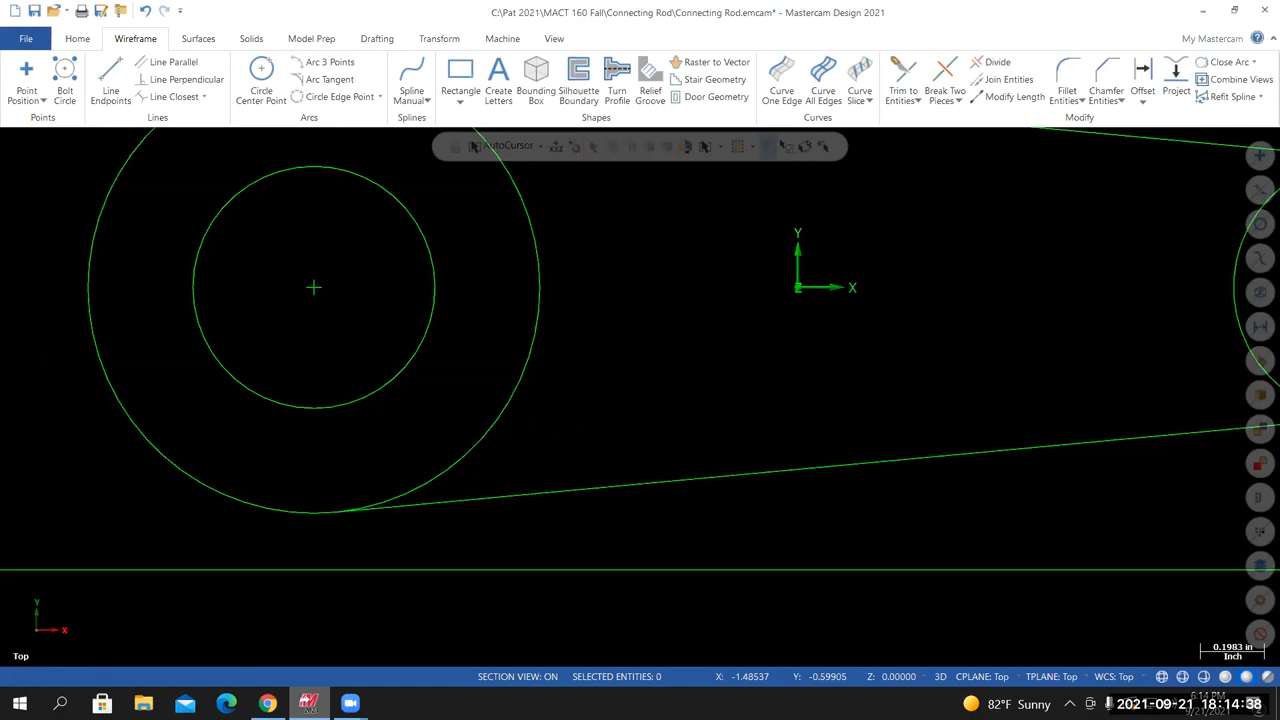 C:\Pat 2021\MACT 160 Fall\Connecting Rod\Connecting Rod.emcam* - Mastercam Design 2021
File Home Wireframe Surfaces Solids Model Prep Drafting Transform Machine View My Mastercam
Point Position Bolt Circle
Points
Line Endpoints Line Parallel Line Perpendicular Line Closest
Lines
Circle Center Point Arc 3 Points Arc Tangent Circle Edge Point
Arcs
Spline Manual
Splines
Rectangle Create Letters Bounding Box Silhouette Boundary Turn Profile Relief Groove Raster to Vector Stair Geometry Door Geometry
Shapes
Curve One Edge Curve All Edges Curve Slice
Curves
Trim to Entities Break Two Pieces Divide Join Entities Modify Length Fillet Entities Chamfer Entities Offset Project Close Arc Combine Views Refit Spline
Modify
AutoCursor
Y
Z X
Y
X
Top
0.1983 in
Inch
SECTION VIEW: ON SELECTED ENTITIES: 0 X: -1.48537 Y: -0.59905 Z: 0.00000 3D CPLANE: Top TPLANE: Top WCS: Top
82°F Sunny
6:14 PM
2021-09-21 18:14:38
9/21/2021